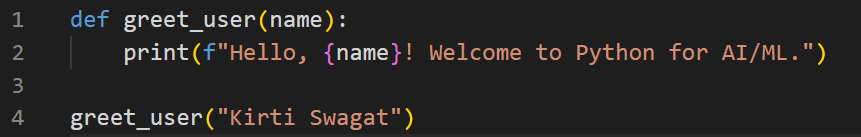 1 def greet_user(name):
2     print(f"Hello, {name}! Welcome to Python for AI/ML.")
3
4 greet_user("Kirti Swagat")